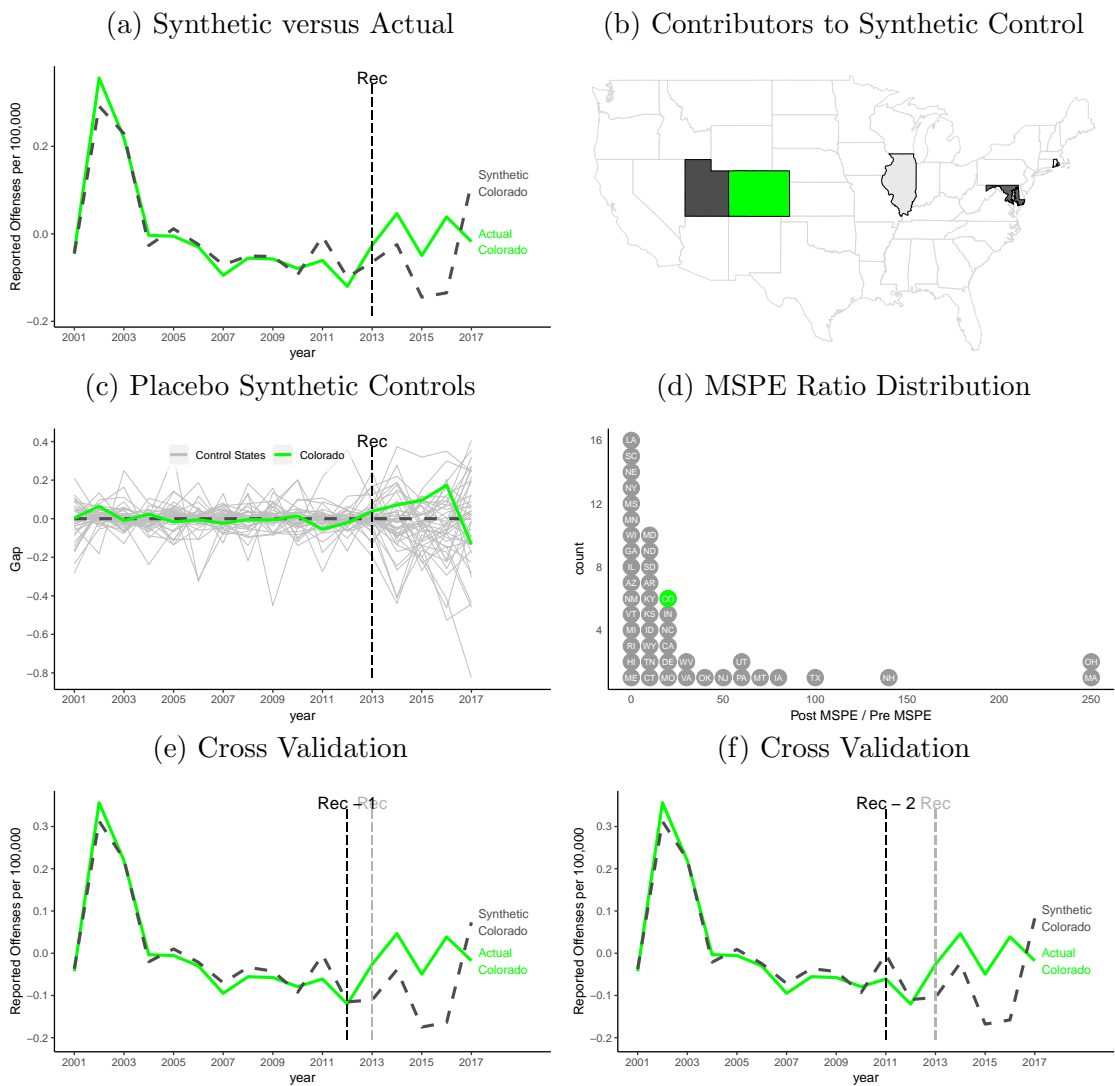 (a) Synthetic versus Actual
Rec
Reported Offenses per 100,000
0.2
0.0
−0.2
Synthetic
Colorado
Actual
Colorado
2001 2003 2005 2007 2009 2011 2013 2015 2017
year
(b) Contributors to Synthetic Control
(c) Placebo Synthetic Controls
Rec
Control States Colorado
Gap
0.4
0.2
0.0
−0.2
−0.4
−0.6
−0.8
2001 2003 2005 2007 2009 2011 2013 2015 2017
year
(d) MSPE Ratio Distribution
count
16
12
8
4
LA
SC
NE
NY
MS
MN
WI MD
GA ND
IL SD
AZ AR
NM KY CO
VT KS IN
MI ID NC
RI WY CA
HI TN DE WV UT OH
ME CT MO VA OK NJ PA MT IA TX NH MA
0 50 100 150 200 250
Post MSPE / Pre MSPE
(e) Cross Validation
Rec − 1 Rec
Reported Offenses per 100,000
0.3
0.2
0.1
0.0
−0.1
−0.2
Synthetic
Colorado
Actual
Colorado
2001 2003 2005 2007 2009 2011 2013 2015 2017
year
(f) Cross Validation
Rec − 2 Rec
Reported Offenses per 100,000
0.3
0.2
0.1
0.0
−0.1
−0.2
Synthetic
Colorado
Actual
Colorado
2001 2003 2005 2007 2009 2011 2013 2015 2017
year